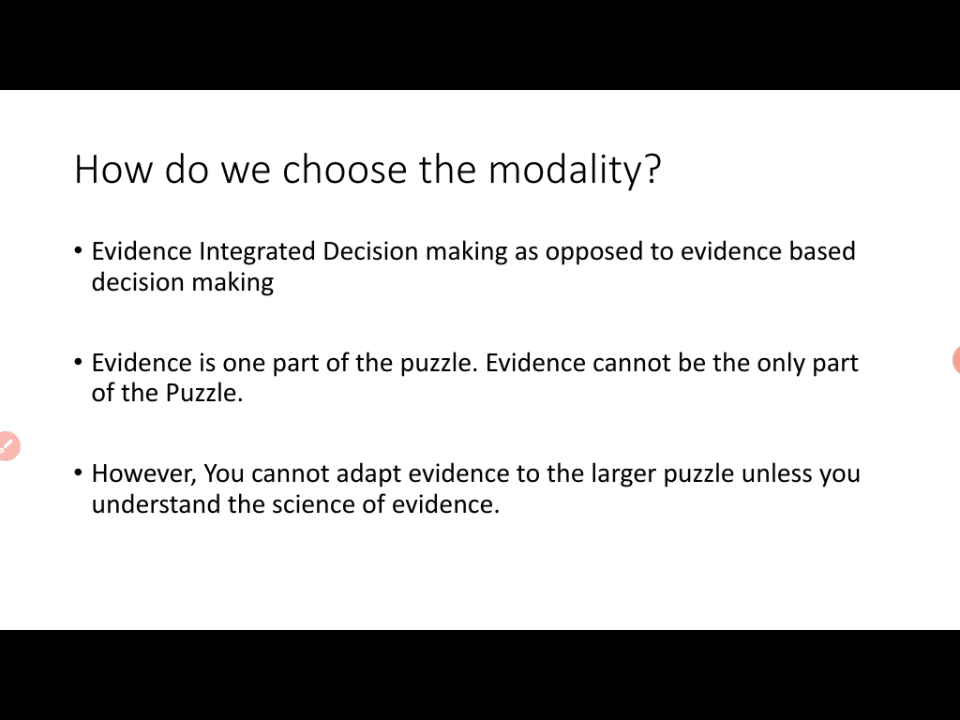 How do we choose the modality?
• Evidence Integrated Decision making as opposed to evidence based
decision making
• Evidence is one part of the puzzle. Evidence cannot be the only part
of the Puzzle.
• However, You cannot adapt evidence to the larger puzzle unless you
understand the science of evidence.